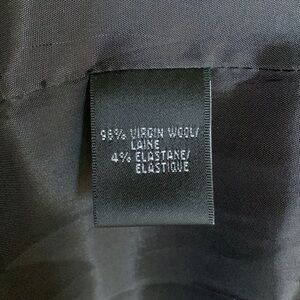 96% VIRGIN WOOL/
LAINE
4% ELASTANE/
ELASTIQUE